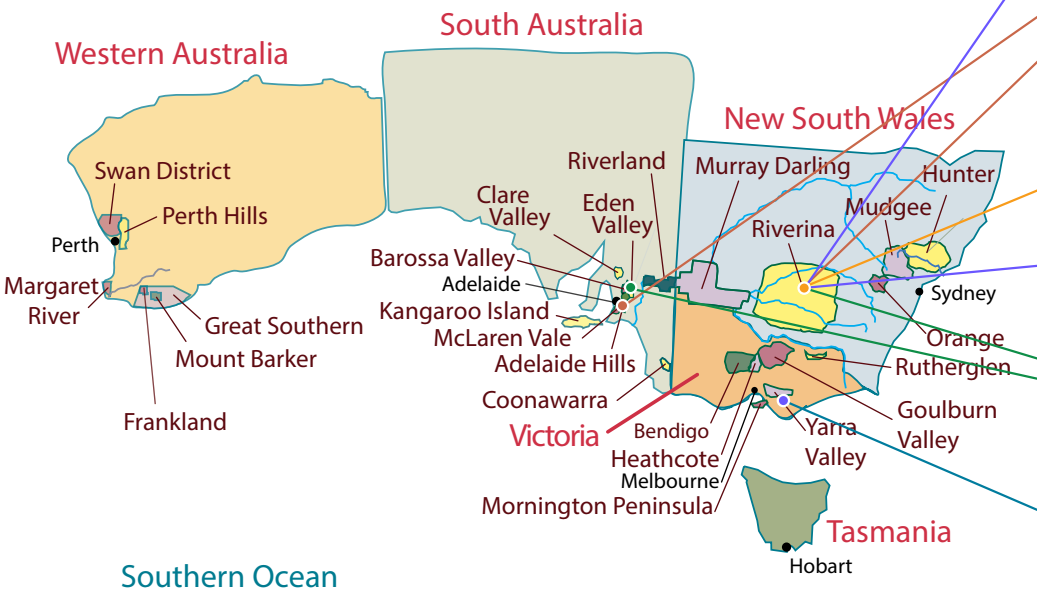 South Australia
Western Australia
New South Wales
Riverland
Murray Darling
Swan District
Hunter
Clare
Valley
Eden
Valley
Perth Hills
Mudgee
Riverina
Perth
Barossa Valley
Adelaide
Margaret
River
Sydney
Kangaroo Island
Great Southern
McLaren Vale
Orange
Mount Barker
Adelaide Hills
Rutherglen
Coonawarra
Frankland
Goulburn
Valley
Victoria
Bendigo
Yarra
Valley
Heathcote
Melbourne
Mornington Peninsula
Tasmania
Hobart
Southern Ocean